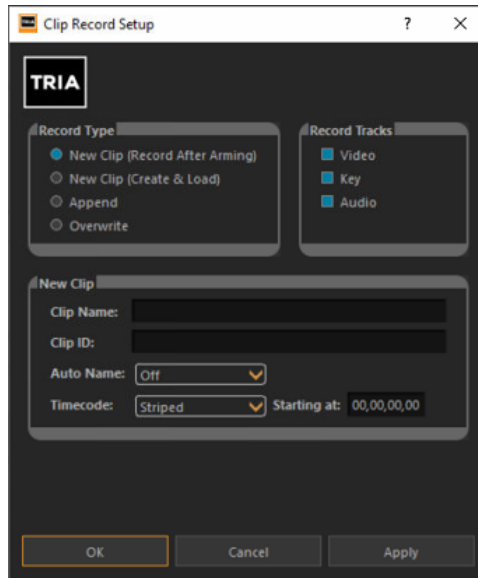 Clip Record Setup ?
TRIA
Record Type
New Clip (Record After Arming)
New Clip (Create & Load)
Append
Overwrite
Record Tracks
Video
Key
Audio
New Clip
Clip Name:
Clip ID:
Auto Name: Off
Timecode: Striped Starting at: 00,00,00,00
OK Cancel Apply